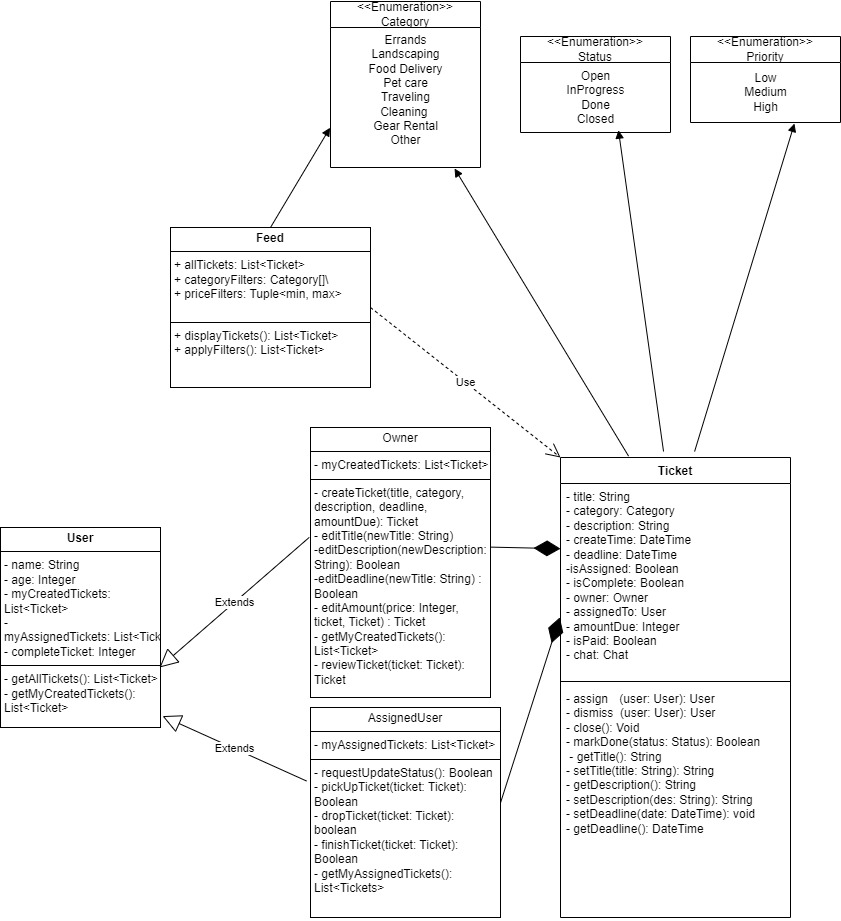 <<Enumeration>>
Category
Errands
Landscaping
Food Delivery
Pet care
Traveling
Cleaning
Gear Rental
Other
<<Enumeration>>
Status
Open
InProgress
Done
Closed
<<Enumeration>>
Priority
Low
Medium
High
Feed
+ allTickets: List<Ticket>
+ categoryFilters: Category[]\
+ priceFilters: Tuple<min, max>
+ displayTickets(): List<Ticket>
+ applyFilters(): List<Ticket>
Use
Owner
- myCreatedTickets: List<Ticket>
- createTicket(title, category,
description, deadline,
amountDue): Ticket
- editTitle(newTitle: String)
-editDescription(newDescription:
String): Boolean
-editDeadline(newTitle: String) :
Boolean
- editAmount(price: Integer,
ticket, Ticket) : Ticket
- getMyCreatedTickets():
List<Ticket>
- reviewTicket(ticket: Ticket):
Ticket
Ticket
- title: String
- category: Category
- description: String
- createTime: DateTime
- deadline: DateTime
-isAssigned: Boolean
- isComplete: Boolean
- owner: Owner
- assignedTo: User
- amountDue: Integer
- isPaid: Boolean
- chat: Chat
- assign (user: User): User
- dismiss (user: User): User
- close(): Void
- markDone(status: Status): Boolean
- getTitle(): String
- setTitle(title: String): String
- getDescription(): String
- setDescription(des: String): String
- setDeadline(date: DateTime): void
- getDeadline(): DateTime
User
- name: String
- age: Integer
- myCreatedTickets:
List<Ticket>
-
myAssignedTickets: List<Tick
- completeTicket: Integer
- getAllTickets(): List<Ticket>
- getMyCreatedTickets():
List<Ticket>
Extends
Extends
AssignedUser
- myAssignedTickets: List<Ticket>
- requestUpdateStatus(): Boolean
- pickUpTicket(ticket: Ticket):
Boolean
- dropTicket(ticket: Ticket):
boolean
- finishTicket(ticket: Ticket):
Boolean
- getMyAssignedTickets():
List<Tickets>